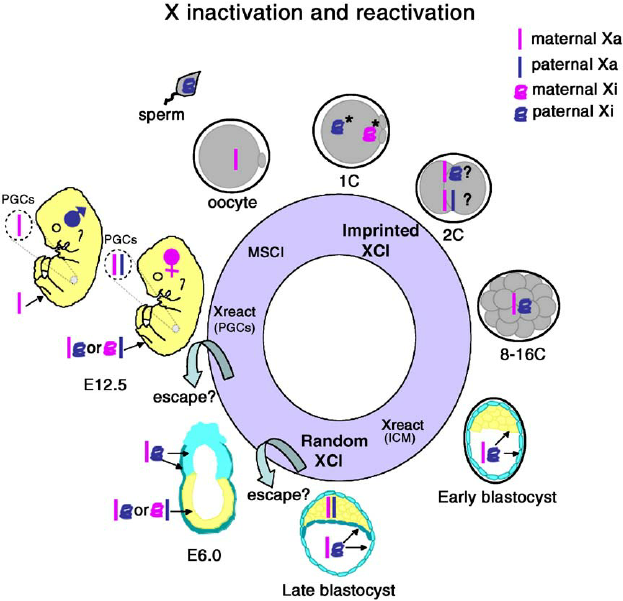 X inactivation and reactivation
maternal Xa
paternal Xa
maternal Xi
paternal Xi
sperm
oocyte
*
*
1C
?
?
2C
8-16C
Early blastocyst
Late blastocyst
E6.0
or
escape?
escape?
E12.5
or
PGCs
PGCs
MSCI
Imprinted
XCI
Xreact
(PGCs)
Xreact
(ICM)
Random
XCI